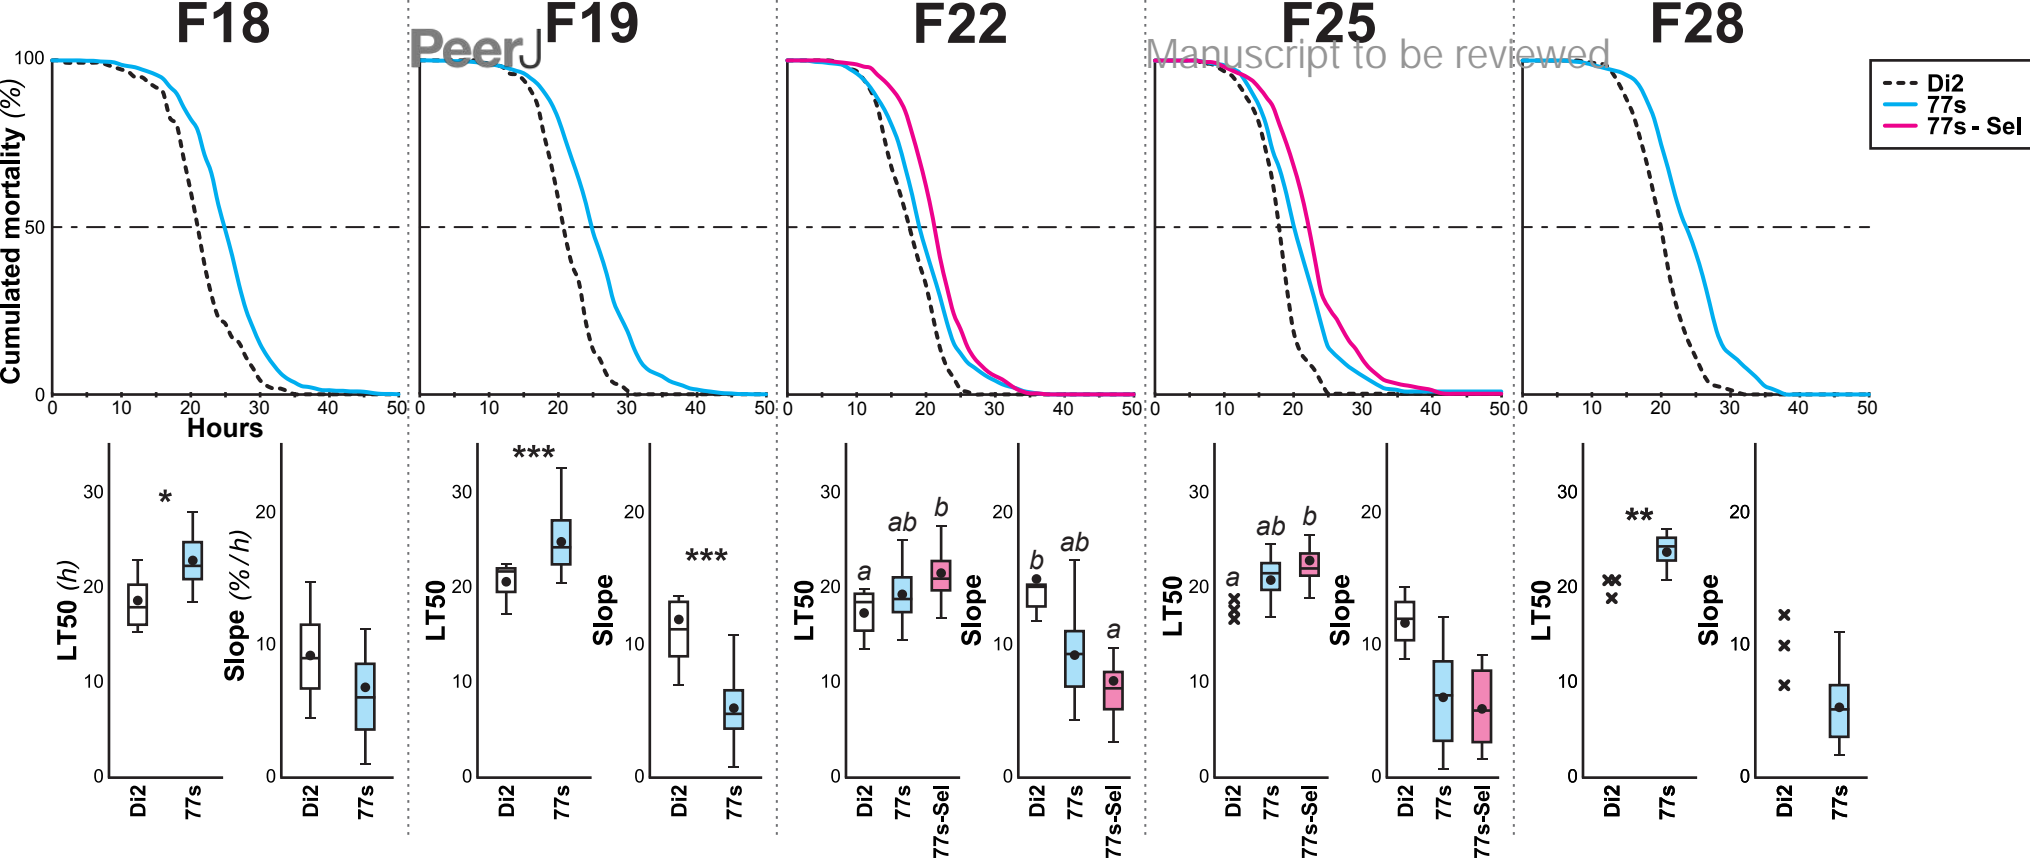 F18 F19 F22 F25 F28
PeerJ
Manuscript to be reviewed
Di2
77s
77s - Sel
Cumulated mortality (%)
100
50
0
0 10 20 30 40 50
0 10 20 30 40 50
0 10 20 30 40 50
0 10 20 30 40 50
0 10 20 30 40 50
Hours
LT50 (h)
30
20
10
0
*
Di2 77s
Slope (%/h)
20
10
0
Di2 77s
LT50
30
20
10
0
***
Di2 77s
Slope
20
10
0
***
Di2 77s
LT50
30
20
10
0
a ab b
Di2 77s 77s-Sel
Slope
20
10
0
b ab a
Di2 77s 77s-Sel
LT50
30
20
10
0
a ab b
Di2 77s 77s-Sel
Slope
20
10
0
Di2 77s 77s-Sel
30
20
10
0
**
Di2 77s
Slope
20
10
0
Di2 77s